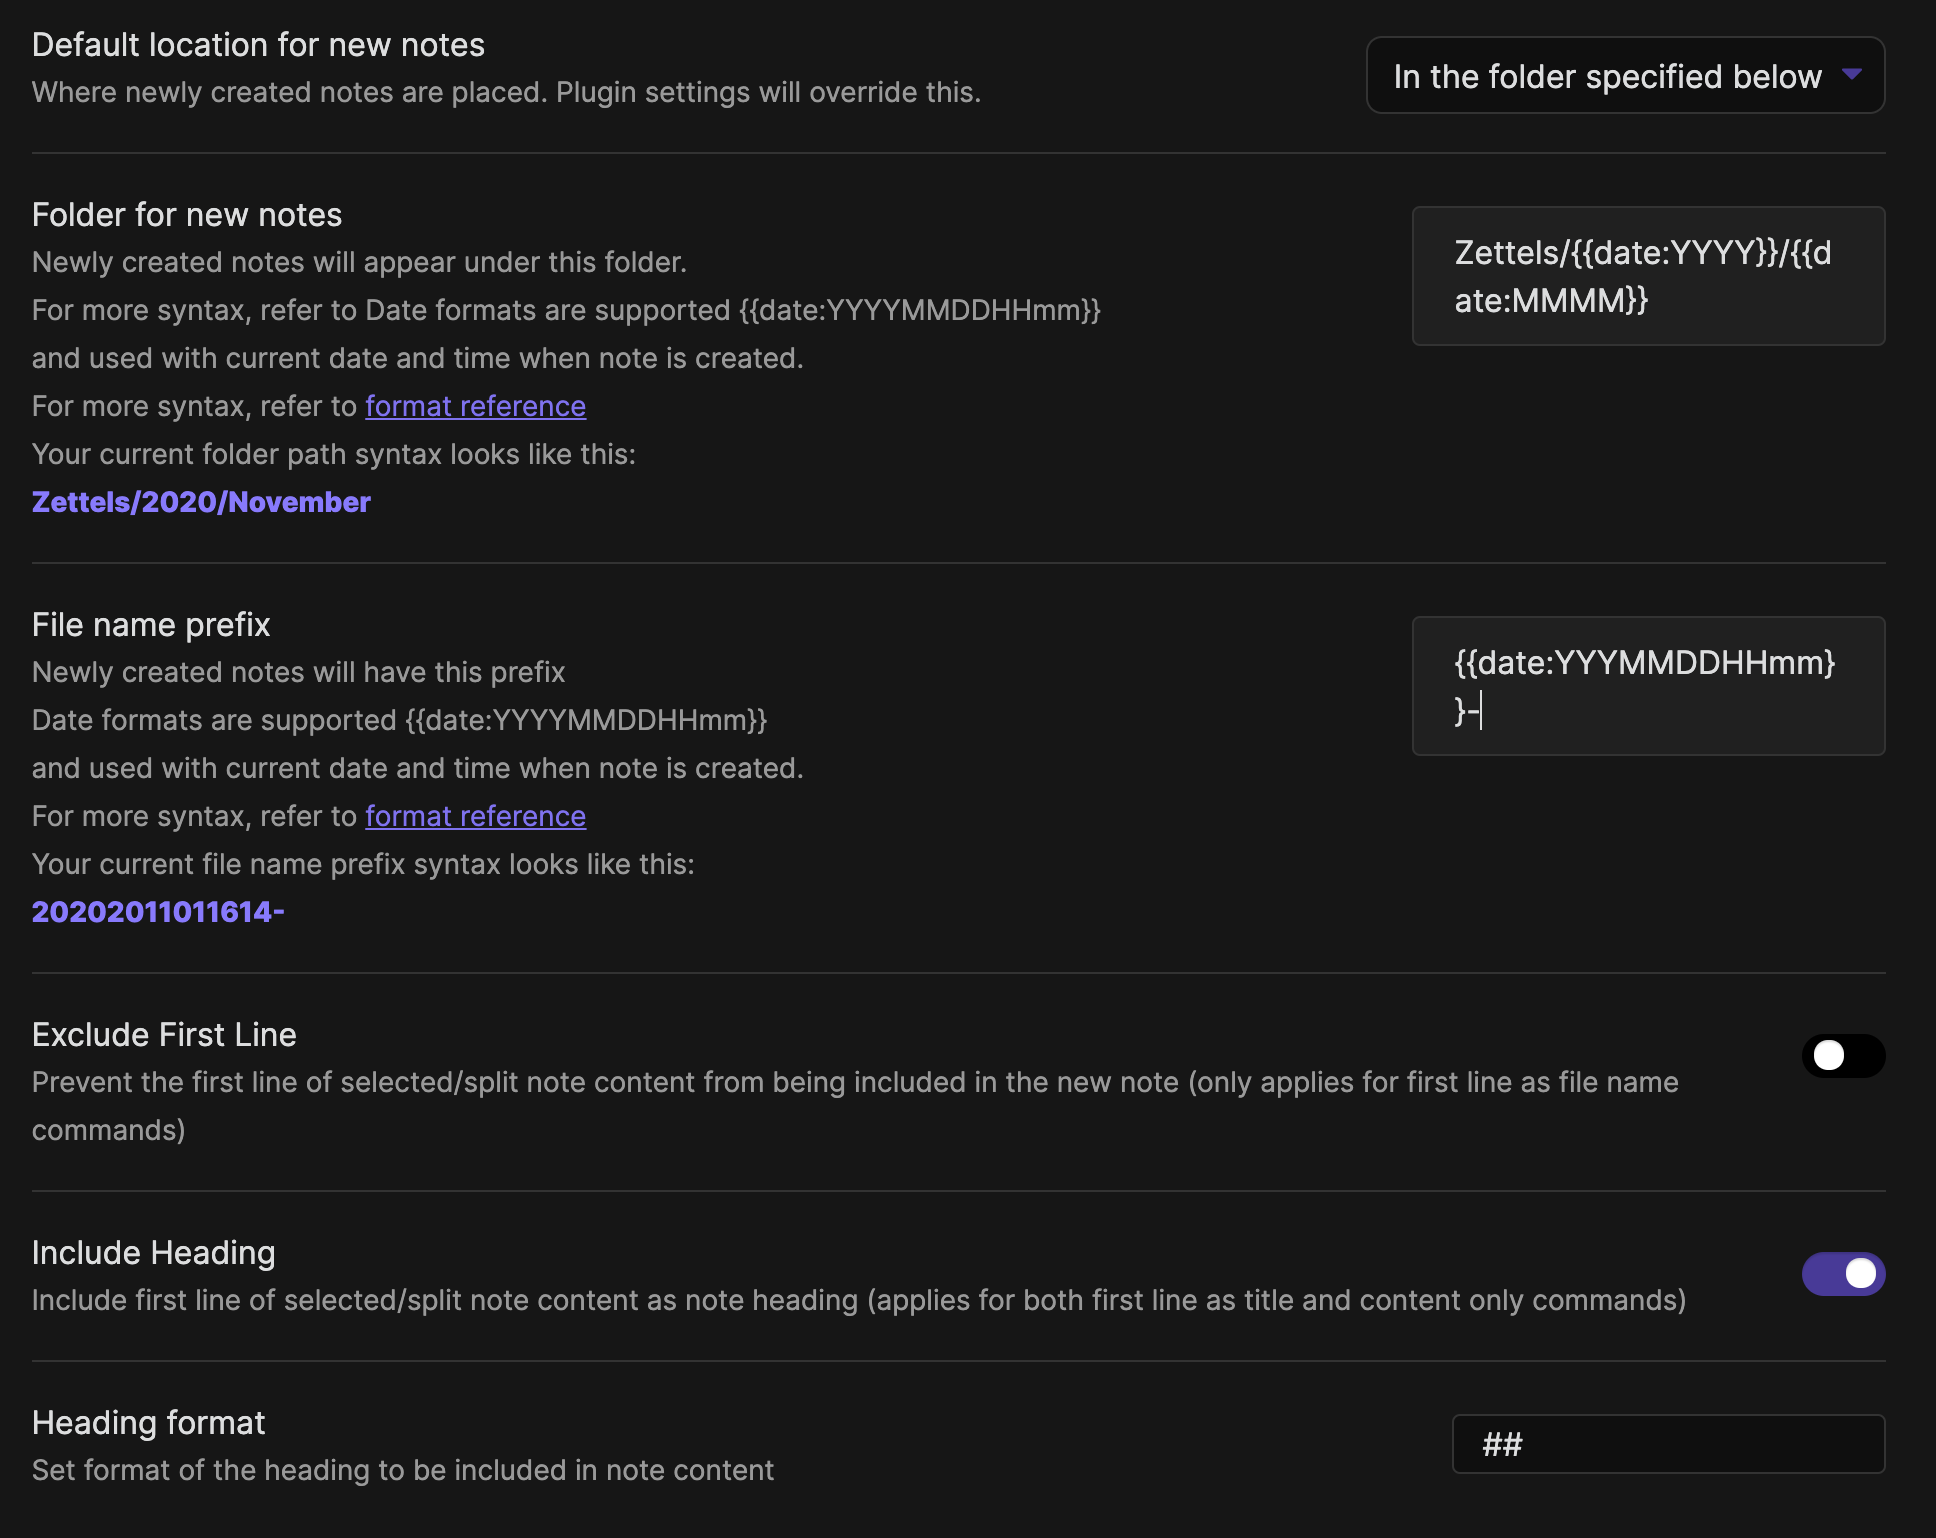 Default location for new notes
Where newly created notes are placed. Plugin settings will override this.
In the folder specified below
Folder for new notes
Newly created notes will appear under this folder.
For more syntax, refer to Date formats are supported {{date:YYYYMMDDHHmm}}
and used with current date and time when note is created.
For more syntax, refer to format reference
Your current folder path syntax looks like this:
Zettels/2020/November
Zettels/{{date:YYYY}}/{{d
ate:MMMM}}
File name prefix
Newly created notes will have this prefix
Date formats are supported {{date:YYYYMMDDHHmm}}
and used with current date and time when note is created.
For more syntax, refer to format reference
Your current file name prefix syntax looks like this:
20202011011614-
{{date:YYYMMDDHHmm}
}-
Exclude First Line
Prevent the first line of selected/split note content from being included in the new note (only applies for first line as file name
commands)
Include Heading
Include first line of selected/split note content as note heading (applies for both first line as title and content only commands)
Heading format
Set format of the heading to be included in note content
##